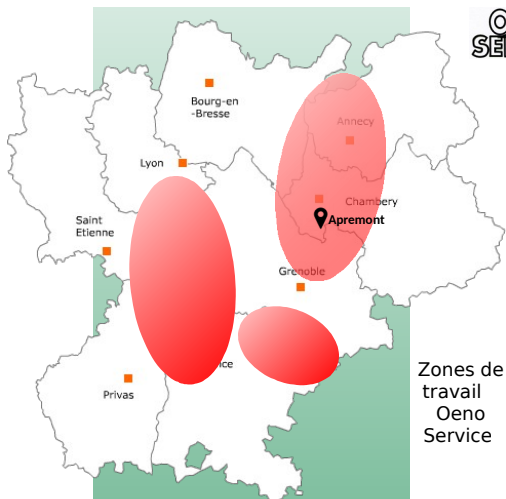 Bourg-en
-Bresse
Annecy
Lyon
Chambery
Apremont
Saint
Etienne
Grenoble
Privas
Zones de
travail
Oeno
Service